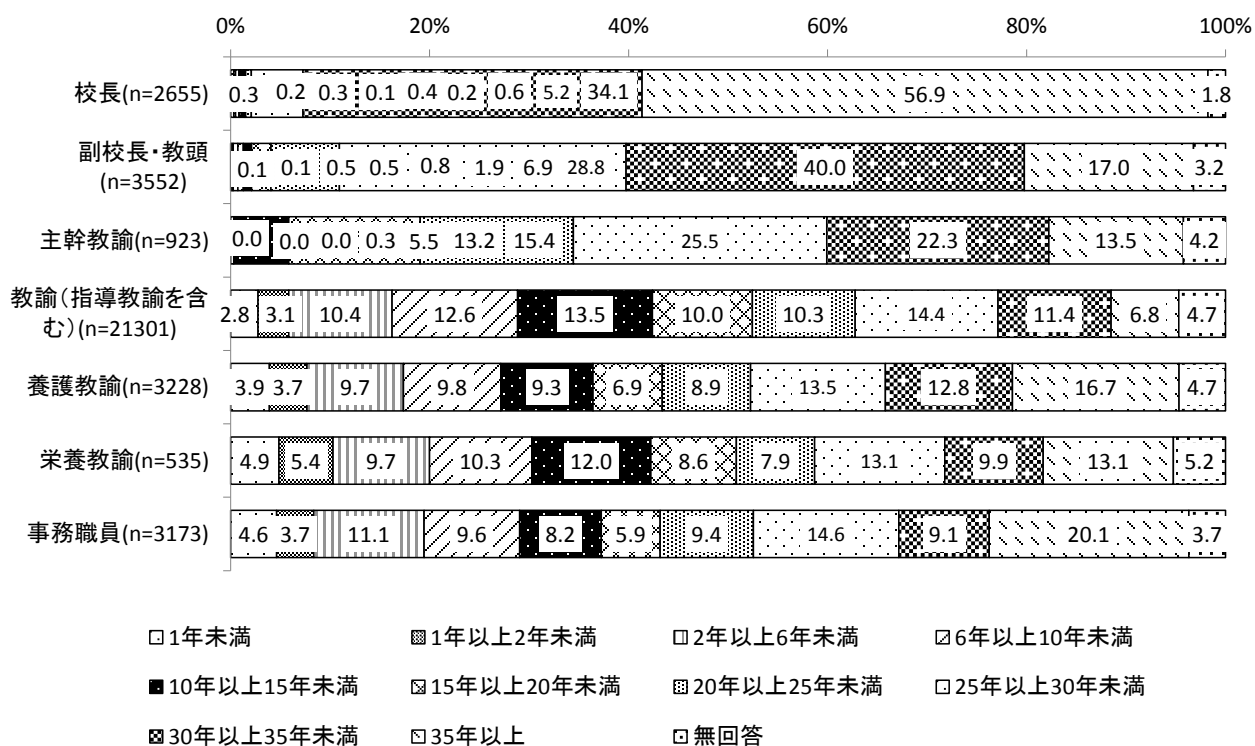 0% 20% 40% 60% 80% 100%
校長(n=2655) 0.3 0.2 0.3 0.1 0.4 0.2 0.6 5.2 34.1 56.9 1.8
副校長・教頭
(n=3552) 0.1 0.1 0.5 0.5 0.8 1.9 6.9 28.8 40.0 17.0 3.2
主幹教諭(n=923) 0.0 0.0 0.0 0.3 5.5 13.2 15.4 25.5 22.3 13.5 4.2
教諭(指導教諭を含
む)(n=21301) 2.8 3.1 10.4 12.6 13.5 10.0 10.3 14.4 11.4 6.8 4.7
養護教諭(n=3228) 3.9 3.7 9.7 9.8 9.3 6.9 8.9 13.5 12.8 16.7 4.7
栄養教諭(n=535) 4.9 5.4 9.7 10.3 12.0 8.6 7.9 13.1 9.9 13.1 5.2
事務職員(n=3173) 4.6 3.7 11.1 9.6 8.2 5.9 9.4 14.6 9.1 20.1 3.7
1年未満 1年以上2年未満 2年以上6年未満 6年以上10年未満
10年以上15年未満 15年以上20年未満 20年以上25年未満 25年以上30年未満
30年以上35年未満 35年以上 無回答